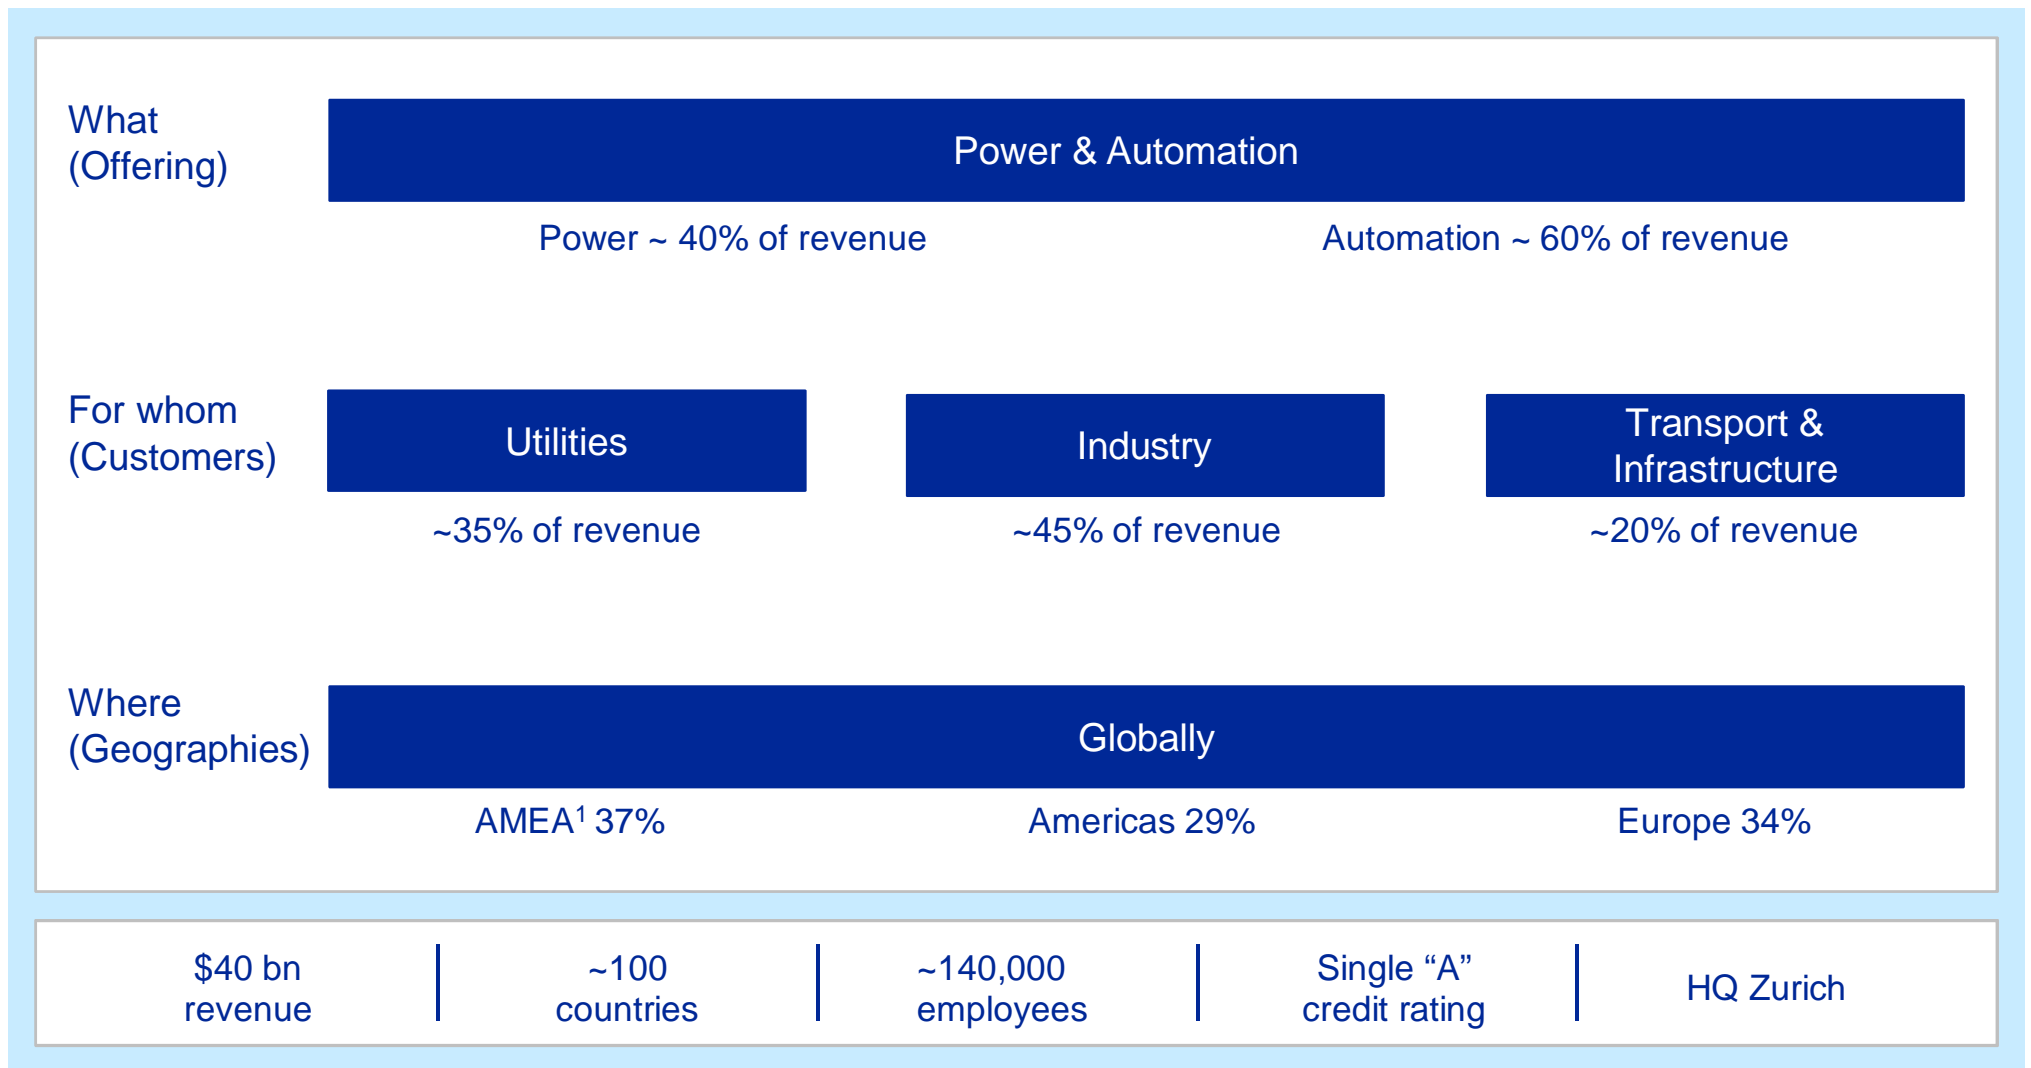 What
(Offering)
Power & Automation
Power ~ 40% of revenue
Automation ~ 60% of revenue
For whom
(Customers)
Utilities
Industry
Transport &
Infrastructure
~35% of revenue
~45% of revenue
~20% of revenue
Where
(Geographies)
Globally
AMEA¹ 37%
Americas 29%
Europe 34%
$40 bn
revenue
~100
countries
~140,000
employees
Single “A”
credit rating
HQ Zurich